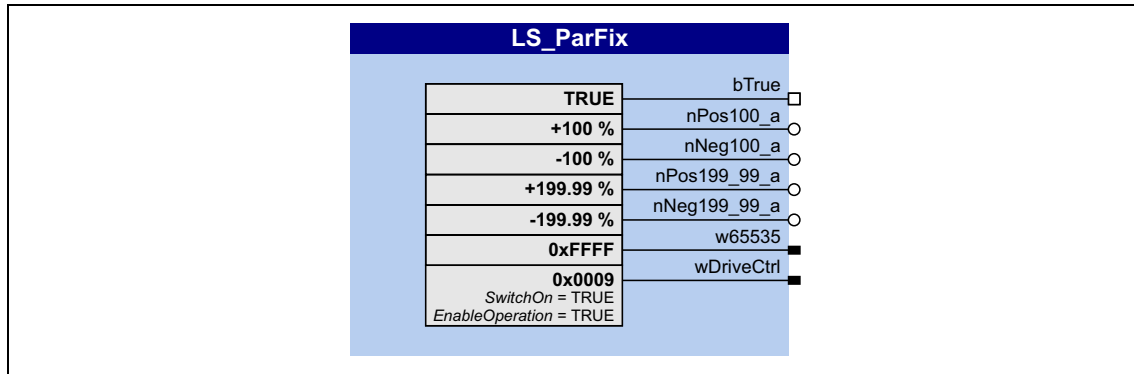 LS_ParFix
TRUE
bTrue
+100 %
nPos100_a
-100 %
nNeg100_a
+199.99 %
nPos199_99_a
-199.99 %
nNeg199_99_a
0xFFFF
w65535
0x0009
wDriveCtrl
SwitchOn = TRUE
EnableOperation = TRUE